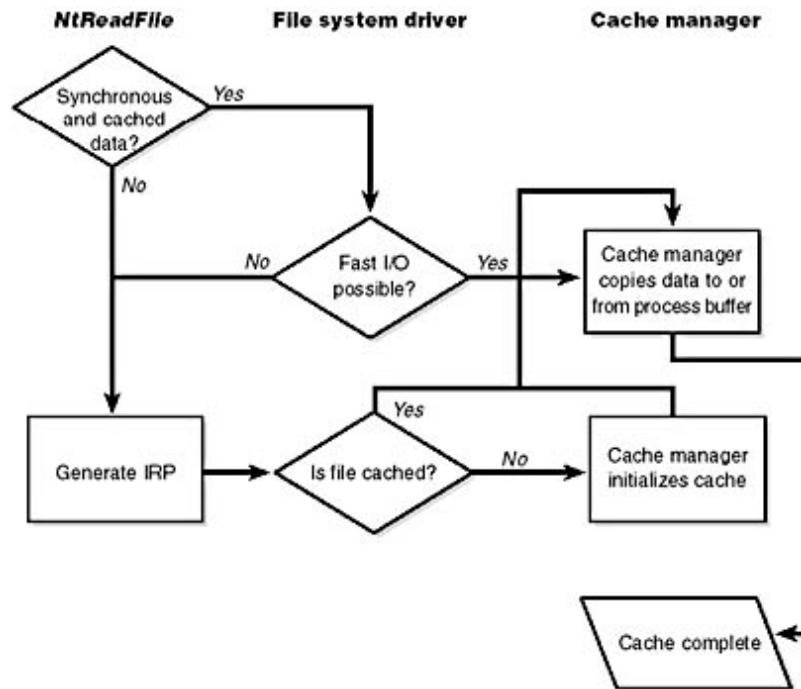 NtReadFile
File system driver
Cache manager
Synchronous
and cached
data?
Yes
No
Fast I/O
possible?
No
Yes
Cache manager
copies data to or
from process buffer
Generate IRP
Is file cached?
Yes
No
Cache manager
initializes cache
Cache complete